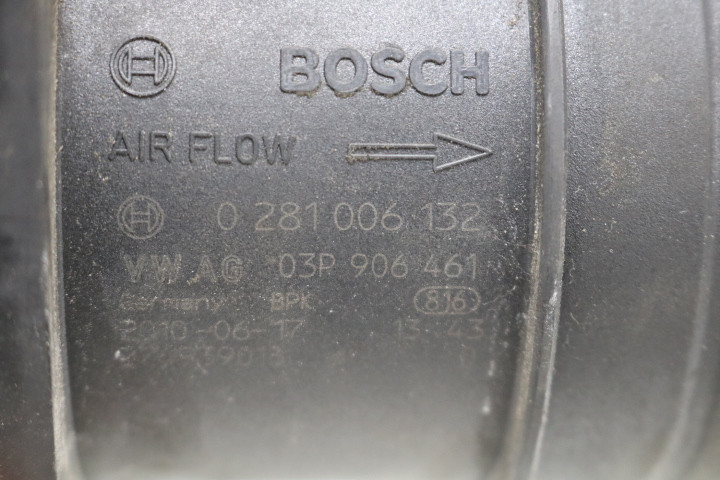 BOSCH
AIR FLOW
0 281 006 132
VW AG 03P 906 461
Germany BPK 816
2010-06-17 13 43